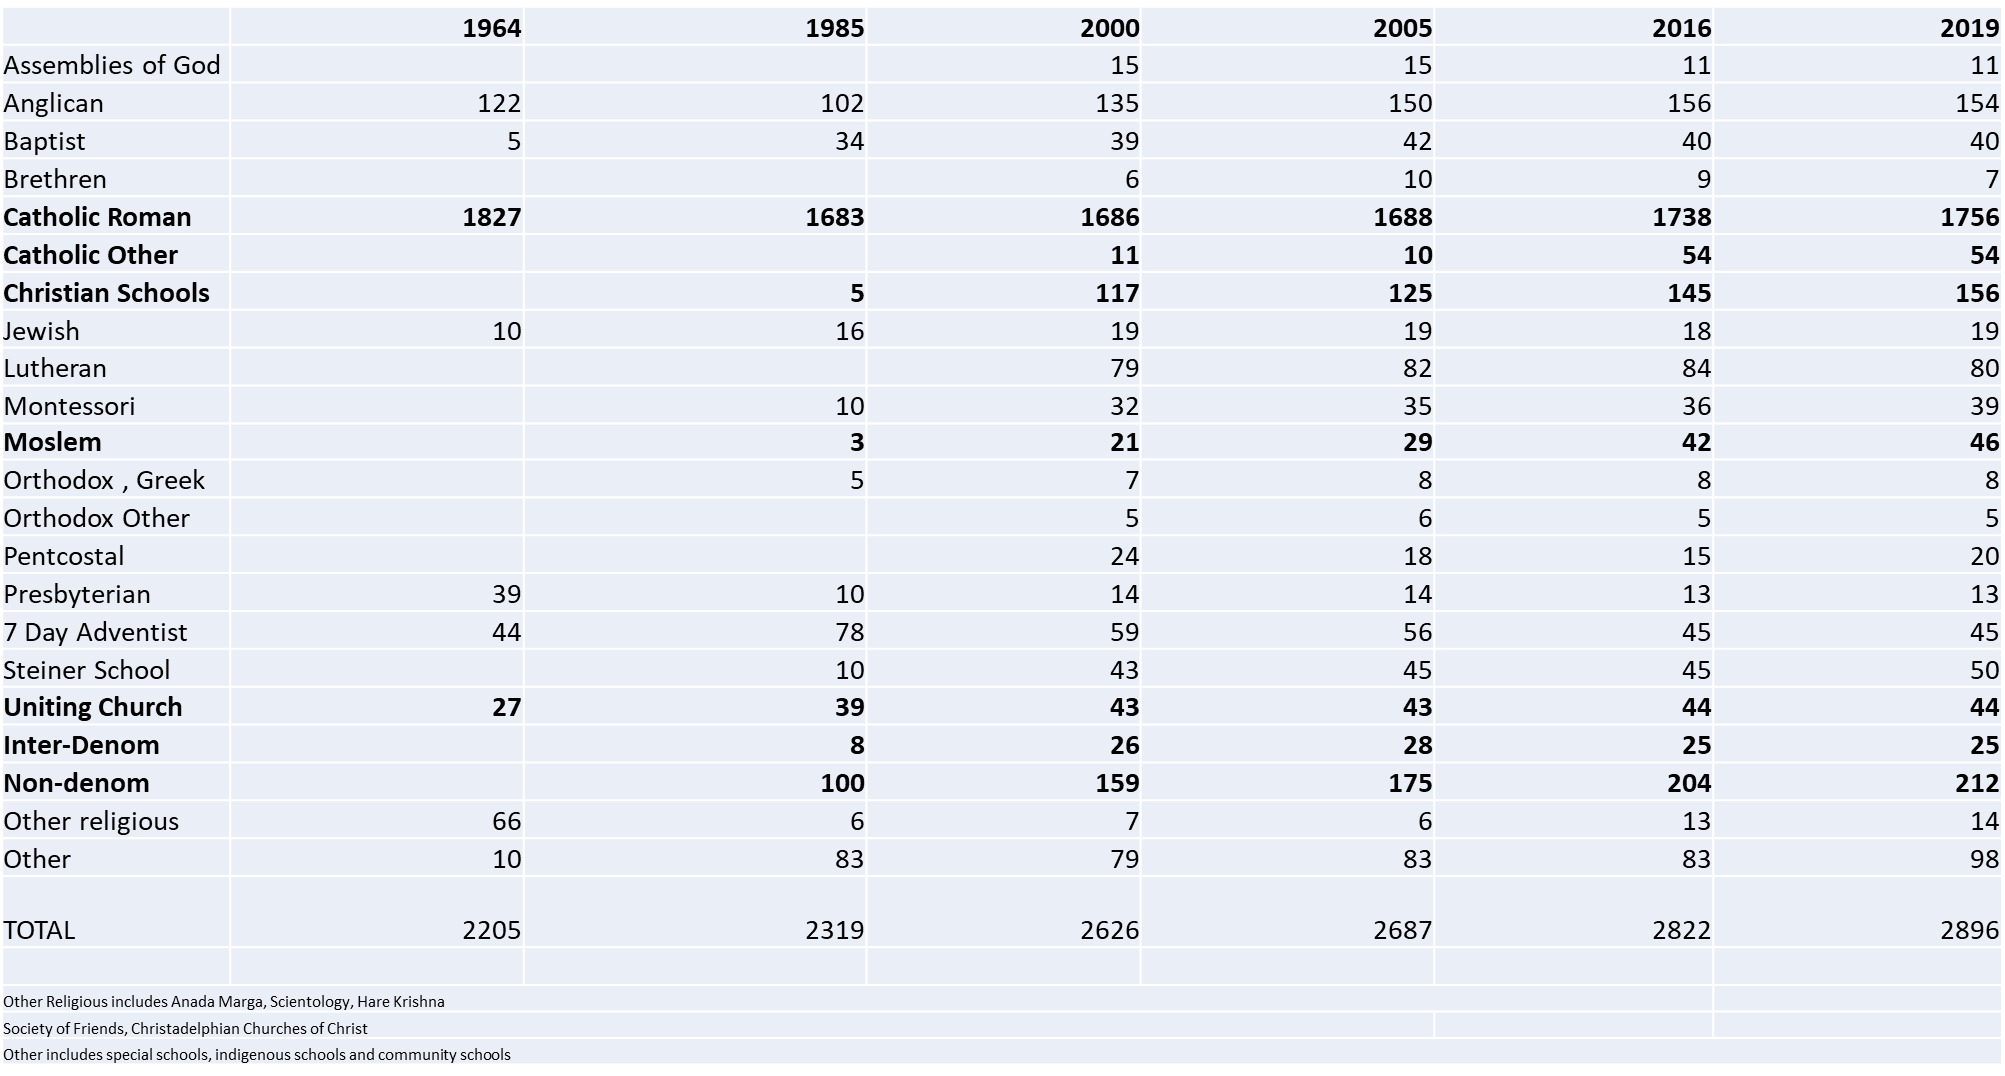 1964 1985 2000 2005 2016 2019
Assemblies of God 15 15 11 11
Anglican 122 102 135 150 156 154
Baptist 5 34 39 42 40 40
Brethren 6 10 9 7
Catholic Roman 1827 1683 1686 1688 1738 1756
Catholic Other 11 10 54 54
Christian Schools 5 117 125 145 156
Jewish 10 16 19 19 18 19
Lutheran 79 82 84 80
Montessori 10 32 35 36 39
Moslem 3 21 29 42 46
Orthodox , Greek 5 7 8 8 8
Orthodox Other 5 6 5 5
Pentcostal 24 18 15 20
Presbyterian 39 10 14 14 13 13
7 Day Adventist 44 78 59 56 45 45
Steiner School 10 43 45 45 50
Uniting Church 27 39 43 43 44 44
Inter-Denom 8 26 28 25 25
Non-denom 100 159 175 204 212
Other religious 66 6 7 6 13 14
Other 10 83 79 83 83 98
TOTAL 2205 2319 2626 2687 2822 2896
Other Religious includes Anada Marga, Scientology, Hare Krishna
Society of Friends, Christadelphian Churches of Christ
Other includes special schools, indigenous schools and community schools